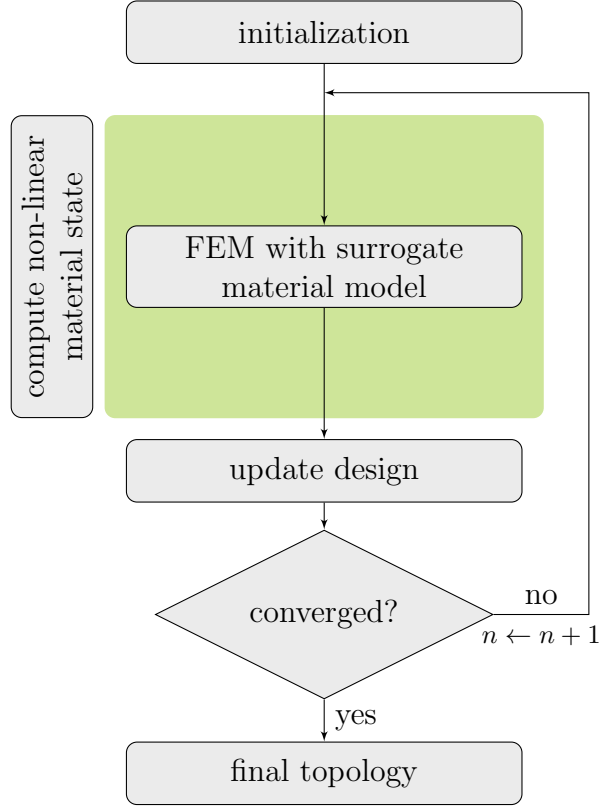 initialization
compute non-linear
material state
FEM with surrogate
material model
update design
converged?
no
n ← n + 1
yes
final topology